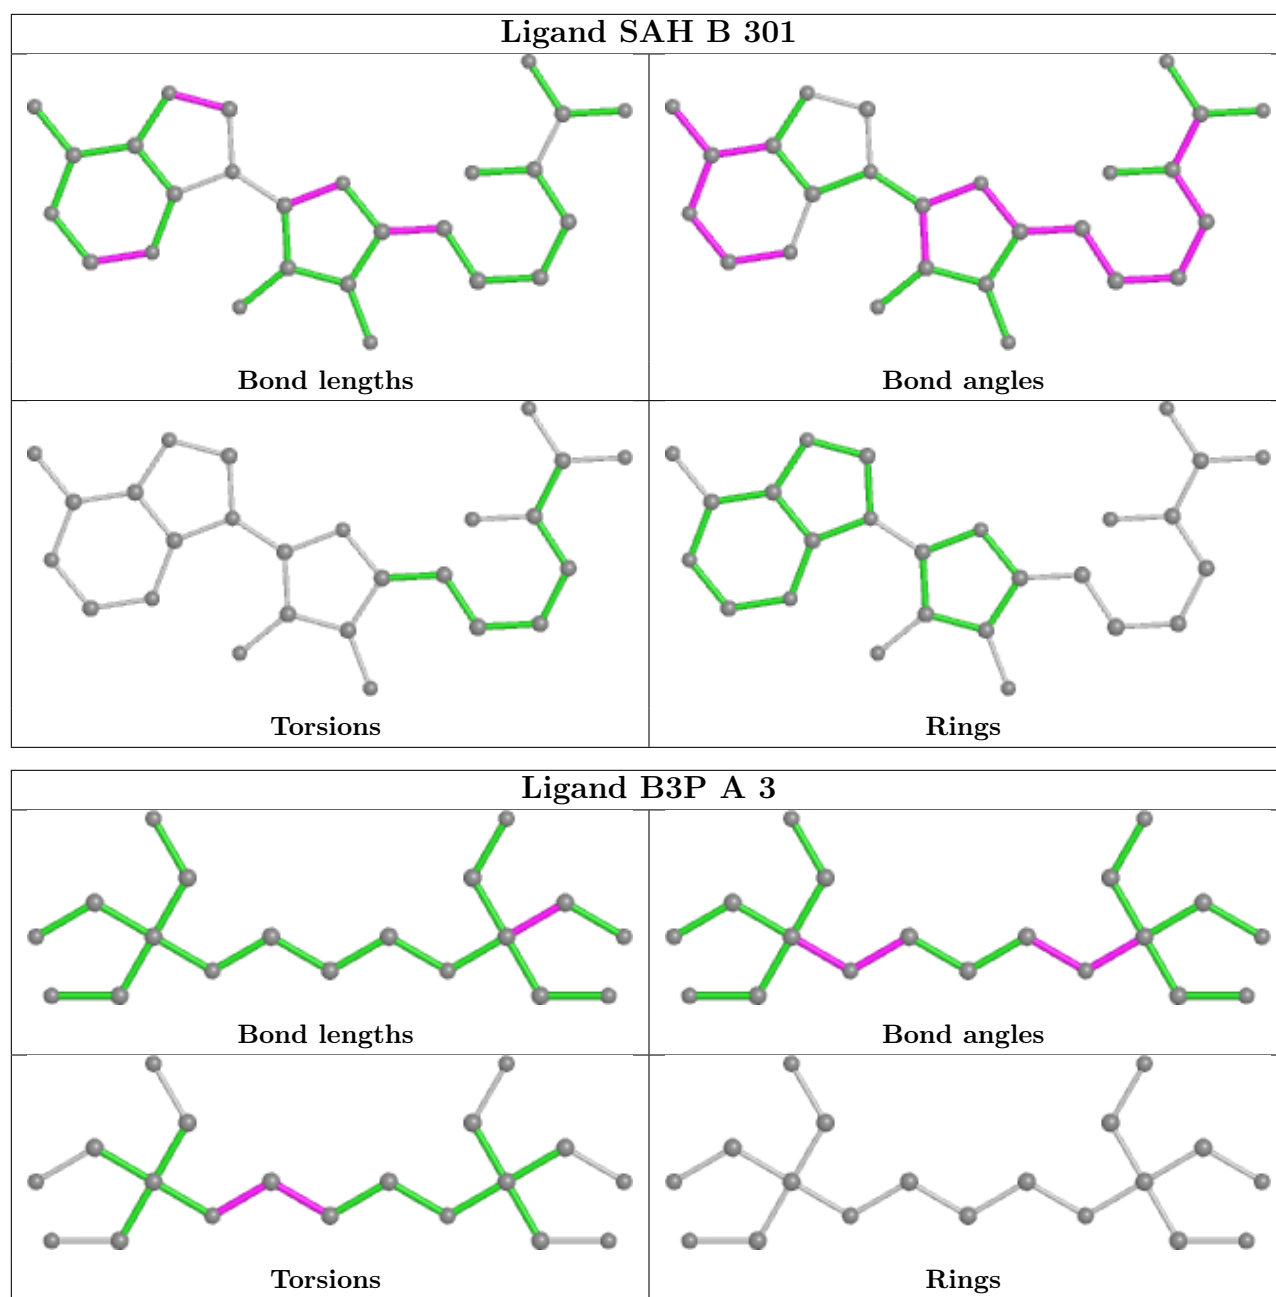 Ligand SAH B 301
Bond lengths
Bond angles
Torsions
Rings
Ligand B3P A 3
Bond lengths
Bond angles
Torsions
Rings